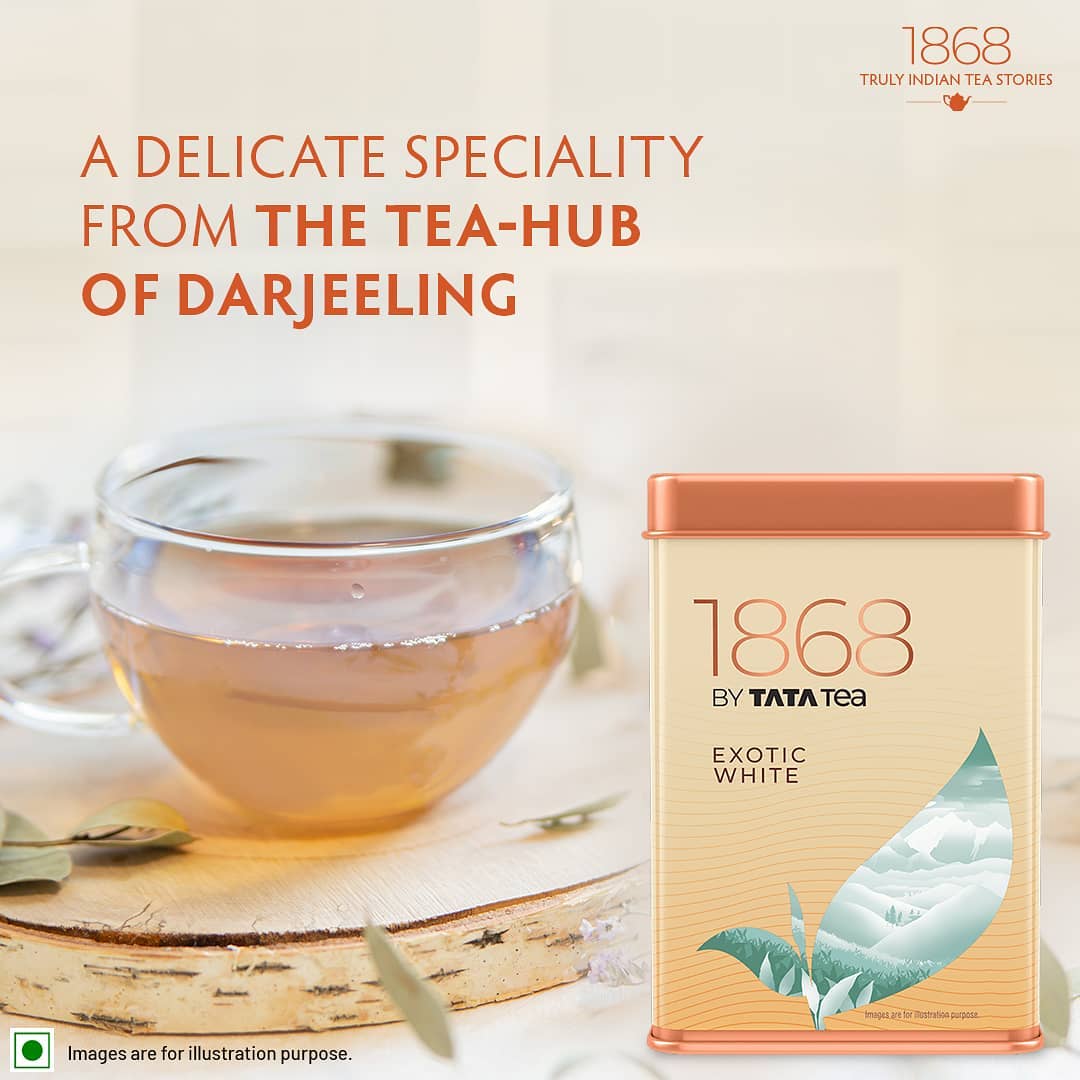 1868
TRULY INDIAN TEA STORIES
A DELICATE SPECIALITY
FROM THE TEA-HUB
OF DARJEELING
1868
BY TATA Tea
EXOTIC
WHITE
Images are for illustration purpose.
Images are for illustration purpose.